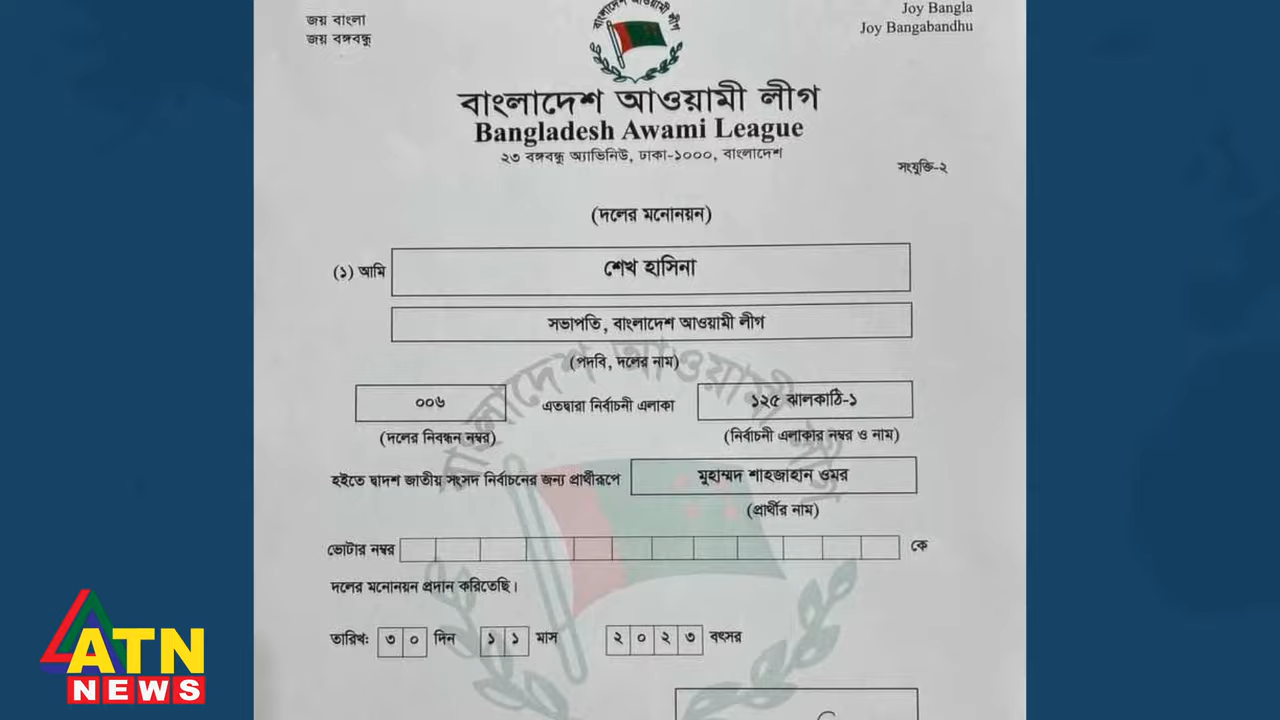 জয় বাংলা
জয় বঙ্গবন্ধু
Joy Bangla
Joy Bangabandhu
বাংলাদেশ আওয়ামী লীগ
বাংলাদেশ আওয়ামী লীগ
Bangladesh Awami League
২৩ বঙ্গবন্ধু অ্যাভিনিউ, ঢাকা-১০০০, বাংলাদেশ
সংযুক্তি-২
(দলের মনোনয়ন)
(১) আমি শেখ হাসিনা
সভাপতি, বাংলাদেশ আওয়ামী লীগ
(পদবি, দলের নাম)
বাংলাদেশ আওয়ামী লীগ
০০৬ এতদ্বারা নির্বাচনী এলাকা ১২৫ ঝালকাঠি-১
(দলের নিবন্ধন নম্বর) (নির্বাচনী এলাকার নম্বর ও নাম)
হইতে দ্বাদশ জাতীয় সংসদ নির্বাচনের জন্য প্রার্থীরূপে মুহাম্মদ শাহজাহান ওমর
(প্রার্থীর নাম)
ভোটার নম্বর কে
দলের মনোনয়ন প্রদান করিতেছি।
তারিখ: ৩০ দিন ১১ মাস ২০২৩ বৎসর
ATN
NEWS